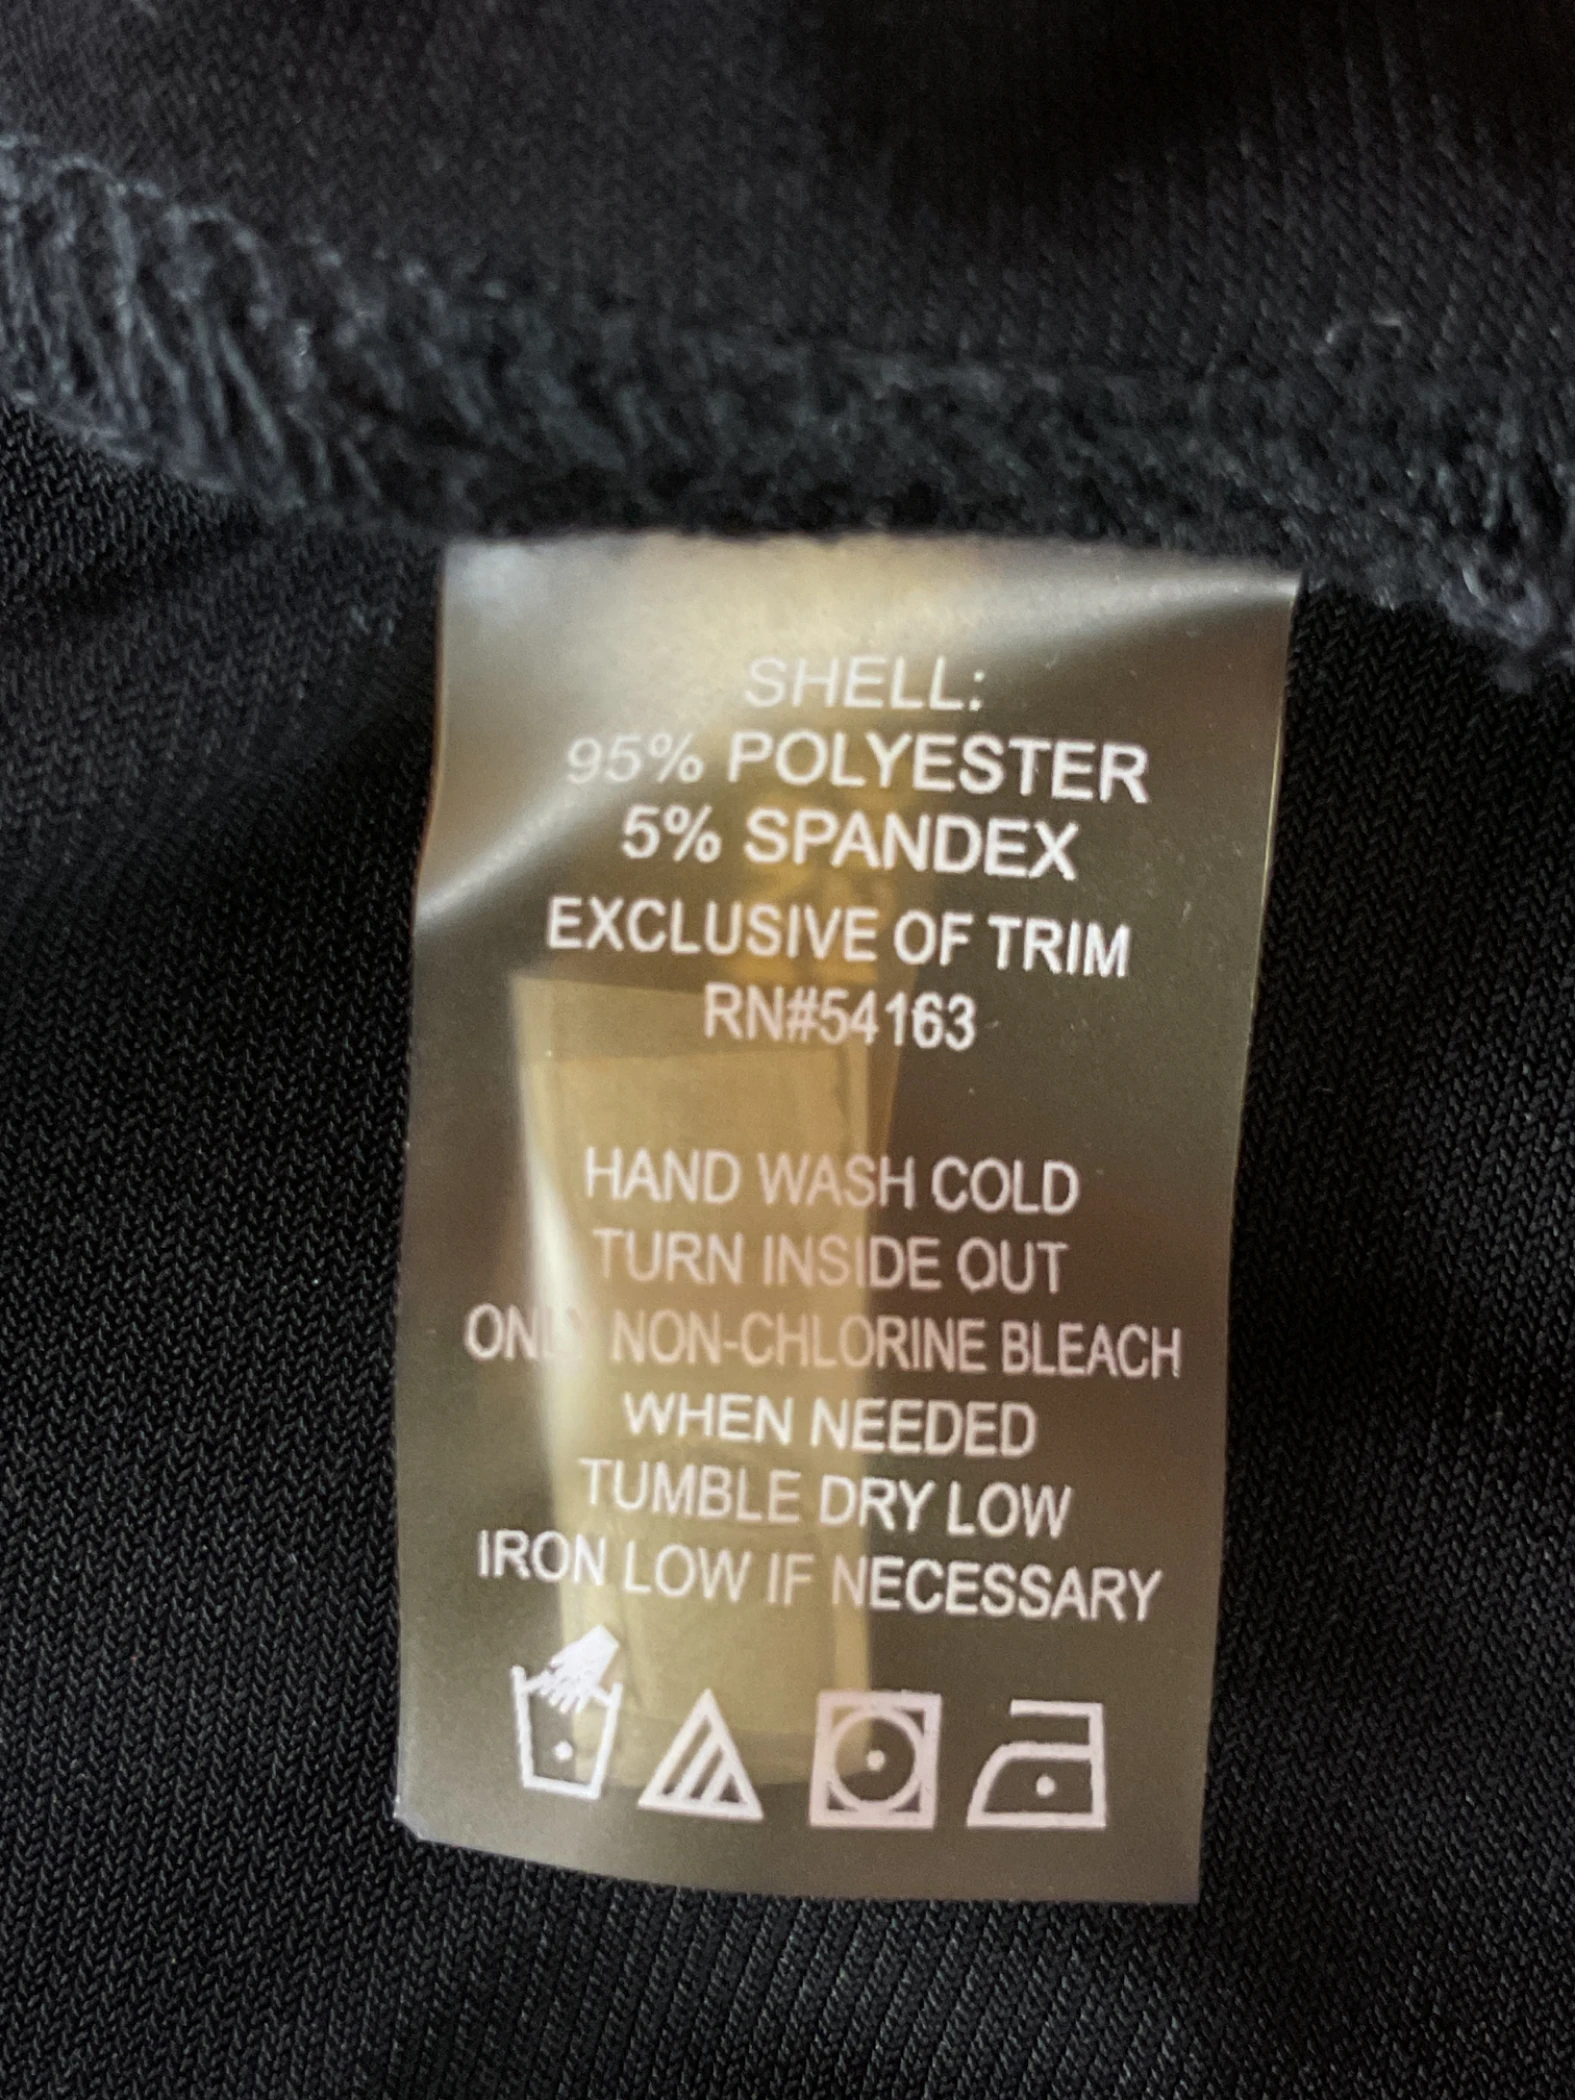 SHELL:
95% POLYESTER
5% SPANDEX
EXCLUSIVE OF TRIM
RN#54163
HAND WASH COLD
TURN INSIDE OUT
ONLY NON-CHLORINE BLEACH
WHEN NEEDED
TUMBLE DRY LOW
IRON LOW IF NECESSARY